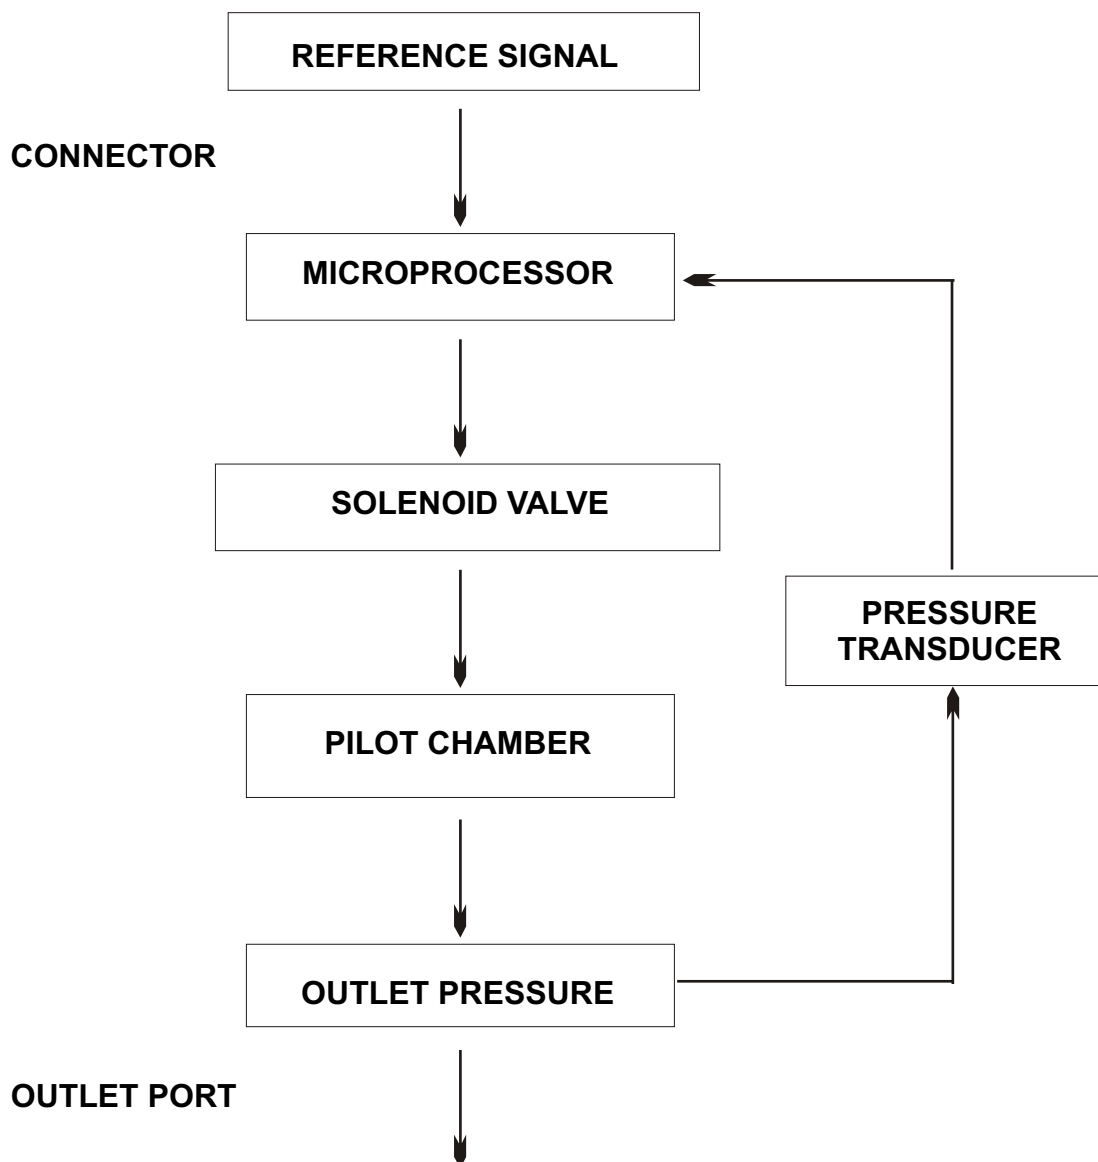 REFERENCE SIGNAL
CONNECTOR
MICROPROCESSOR
SOLENOID VALVE
PRESSURE
TRANSDUCER
PILOT CHAMBER
OUTLET PRESSURE
OUTLET PORT